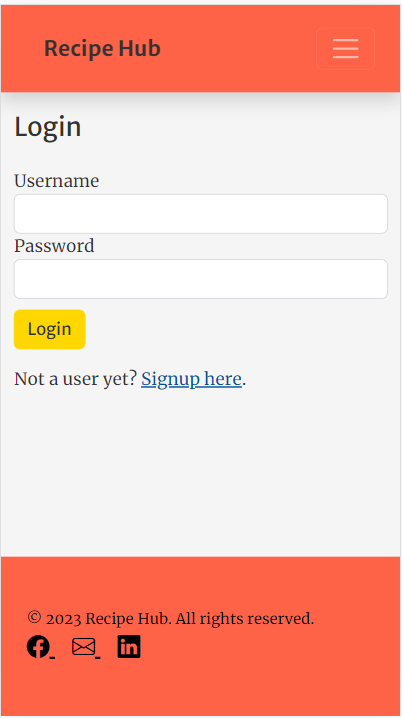 Recipe Hub
Login
Username
Password
Login
Not a user yet? Signup here.
© 2023 Recipe Hub. All rights reserved.